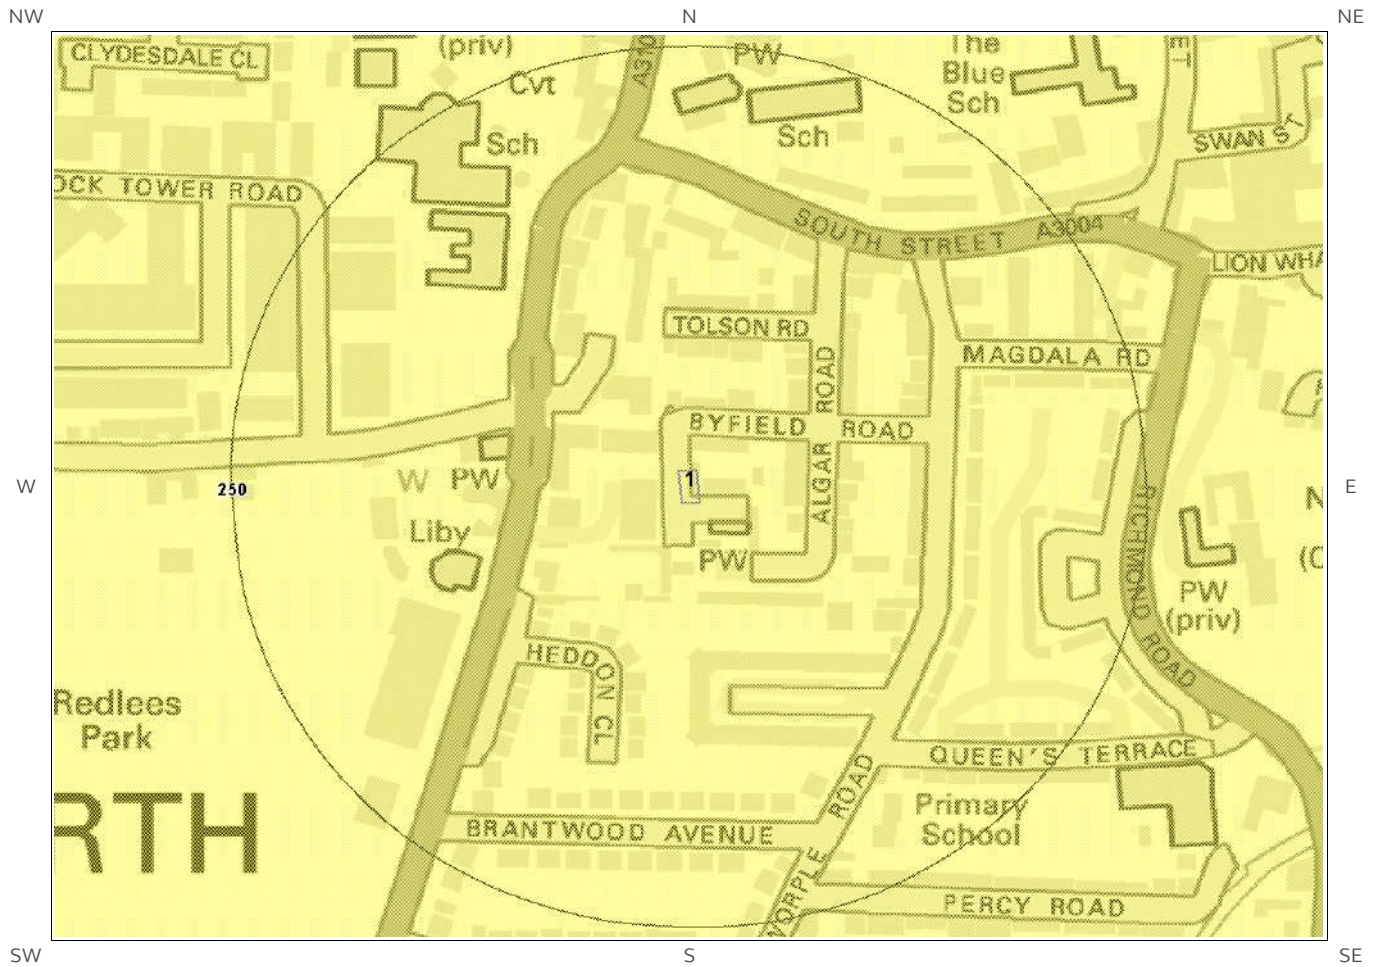 NW
N
NE
CLYDESDALE CL
(priv)
Cvt
A310
PW
The
Blue
Sch
Sch
Sch
SWAN ST
OCK TOWER ROAD
SOUTH STREET A3004
LION WHA
TOLSON RD
MAGDALA RD
ALGAR ROAD
BYFIELD ROAD
W
250
W
PW
1
E
Liby
PW
RICHMOND ROAD
PW
(priv)
HEDDON CL
Redlees
Park
QUEEN'S TERRACE
Primary
School
RTH
BRANTWOOD AVENUE
WORPLE ROAD
PERCY ROAD
SW
S
SE